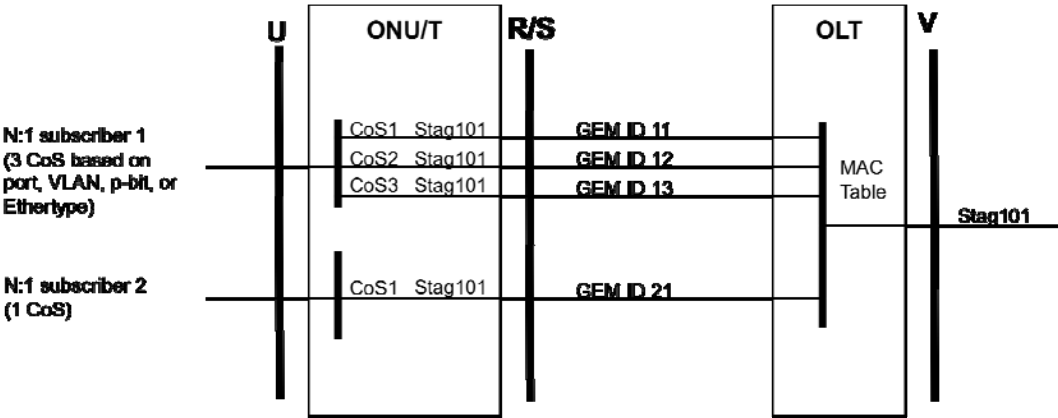 U
ONU/T
R/S
OLT
V
N:1 subscriber 1
(3 CoS based on
port, VLAN, p-bit, or
Ethertype)
CoS1 Stag101
GEM ID 11
CoS2 Stag101
GEM ID 12
CoS3 Stag101
GEM ID 13
MAC
Table
Stag101
N:1 subscriber 2
(1 CoS)
CoS1 Stag101
GEM ID 21